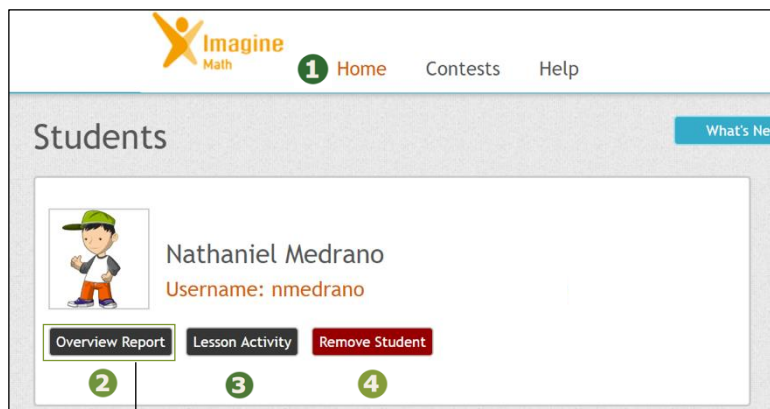 Imagine
Math
1 Home Contests Help
Students
What's Ne
Nathaniel Medrano
Username: nmedrano
Overview Report Lesson Activity Remove Student
2 3 4